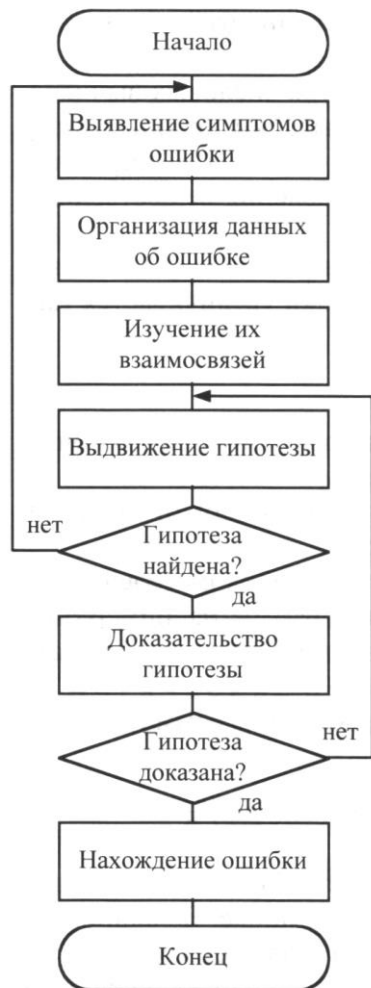 Начало
Выявление симптомов
ошибки
Организация данных
об ошибке
Изучение их
взаимосвязей
Выдвижение гипотезы
нет
Гипотеза
найдена?
да
Доказательство
гипотезы
Гипотеза
доказана?
нет
да
Нахождение ошибки
Конец